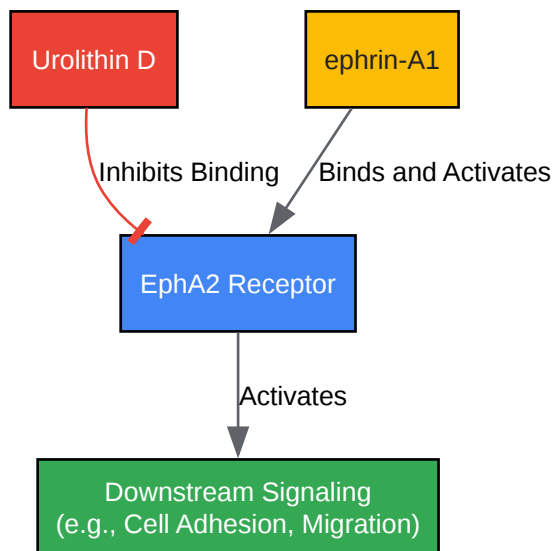 Urolithin D
ephrin-A1
Inhibits Binding
Binds and Activates
EphA2 Receptor
Activates
Downstream Signaling
(e.g., Cell Adhesion, Migration)